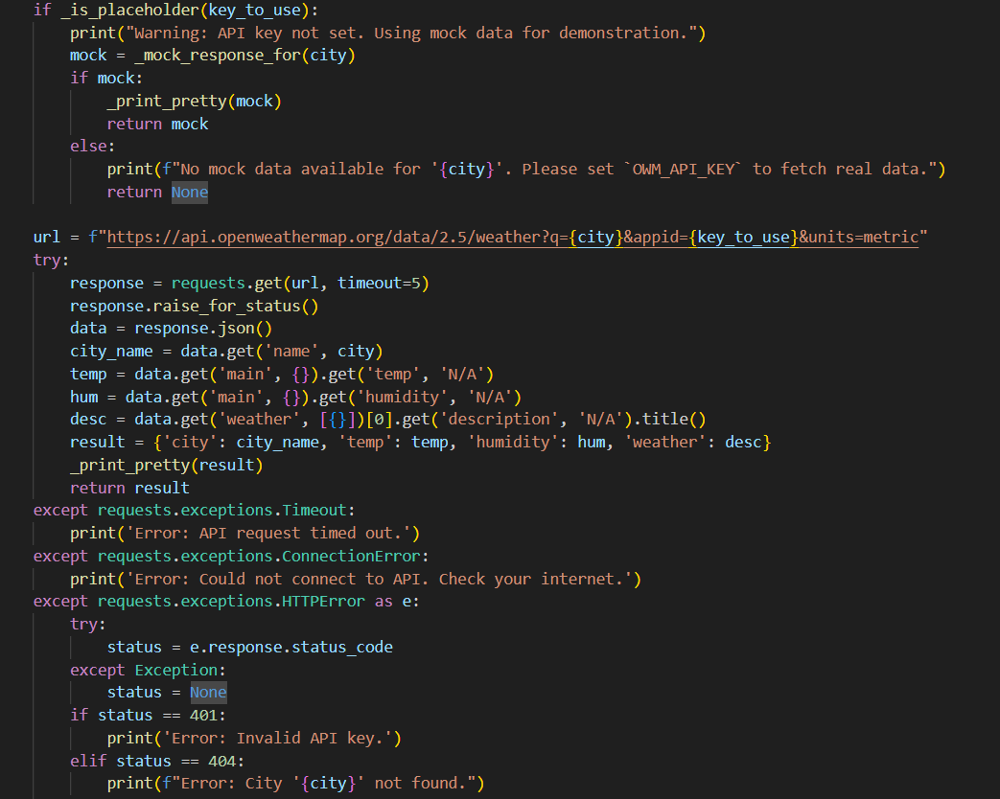 if _is_placeholder(key_to_use):
    print("Warning: API key not set. Using mock data for demonstration.")
    mock = _mock_response_for(city)
    if mock:
        _print_pretty(mock)
        return mock
    else:
        print(f"No mock data available for '{city}'. Please set `OWM_API_KEY` to fetch real data.")
        return None

url = f"https://api.openweathermap.org/data/2.5/weather?q={city}&appid={key_to_use}&units=metric"
try:
    response = requests.get(url, timeout=5)
    response.raise_for_status()
    data = response.json()
    city_name = data.get('name', city)
    temp = data.get('main', {}).get('temp', 'N/A')
    hum = data.get('main', {}).get('humidity', 'N/A')
    desc = data.get('weather', [{}])[0].get('description', 'N/A').title()
    result = {'city': city_name, 'temp': temp, 'humidity': hum, 'weather': desc}
    _print_pretty(result)
    return result
except requests.exceptions.Timeout:
    print('Error: API request timed out.')
except requests.exceptions.ConnectionError:
    print('Error: Could not connect to API. Check your internet.')
except requests.exceptions.HTTPError as e:
    try:
        status = e.response.status_code
    except Exception:
        status = None
    if status == 401:
        print('Error: Invalid API key.')
    elif status == 404:
        print(f"Error: City '{city}' not found.")